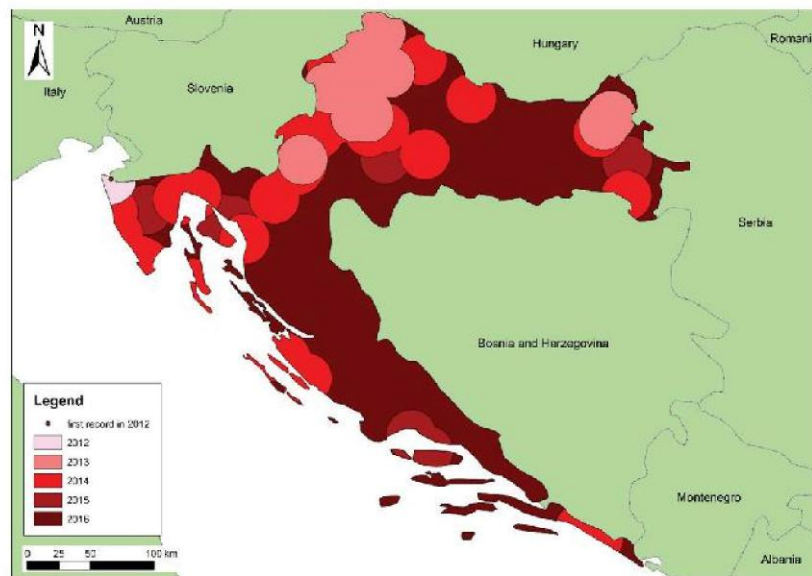 Austria
Hungary
Romani
N
Italy
Slovenia
Serbia
Bosnia and Herzegovina
Legend
first record in 2012
2012
2013
2014
2015
2016
Montenegro
0 25 50 100 km
Albania